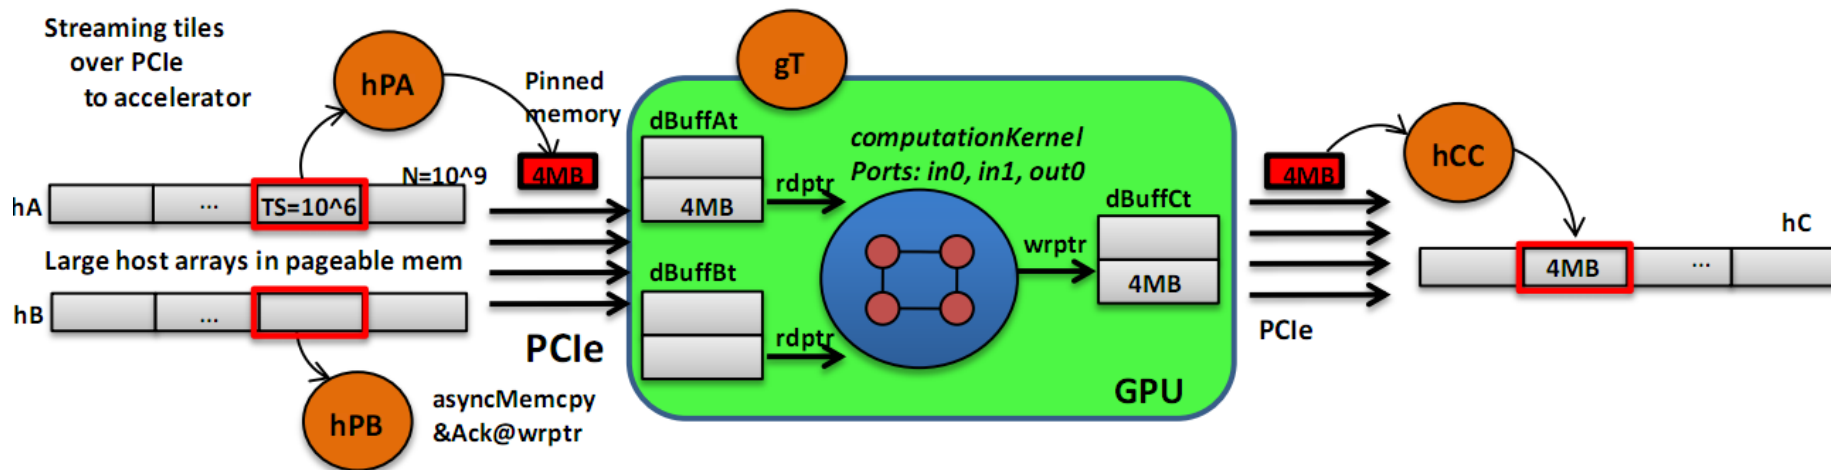 Streaming tiles
over PCIe
to accelerator
hPA
Pinned
memory
4MB
N=10^9
hA
...
TS=10^6
Large host arrays in pageable mem
hB
...
hPB
asyncMemcpy
&Ack@wrptr
PCIe
gT
dBuffAt
4MB
rdptr
computationKernel
Ports: in0, in1, out0
dBuffBt
rdptr
wrptr
dBuffCt
4MB
GPU
4MB
PCIe
hCC
hC
4MB
...